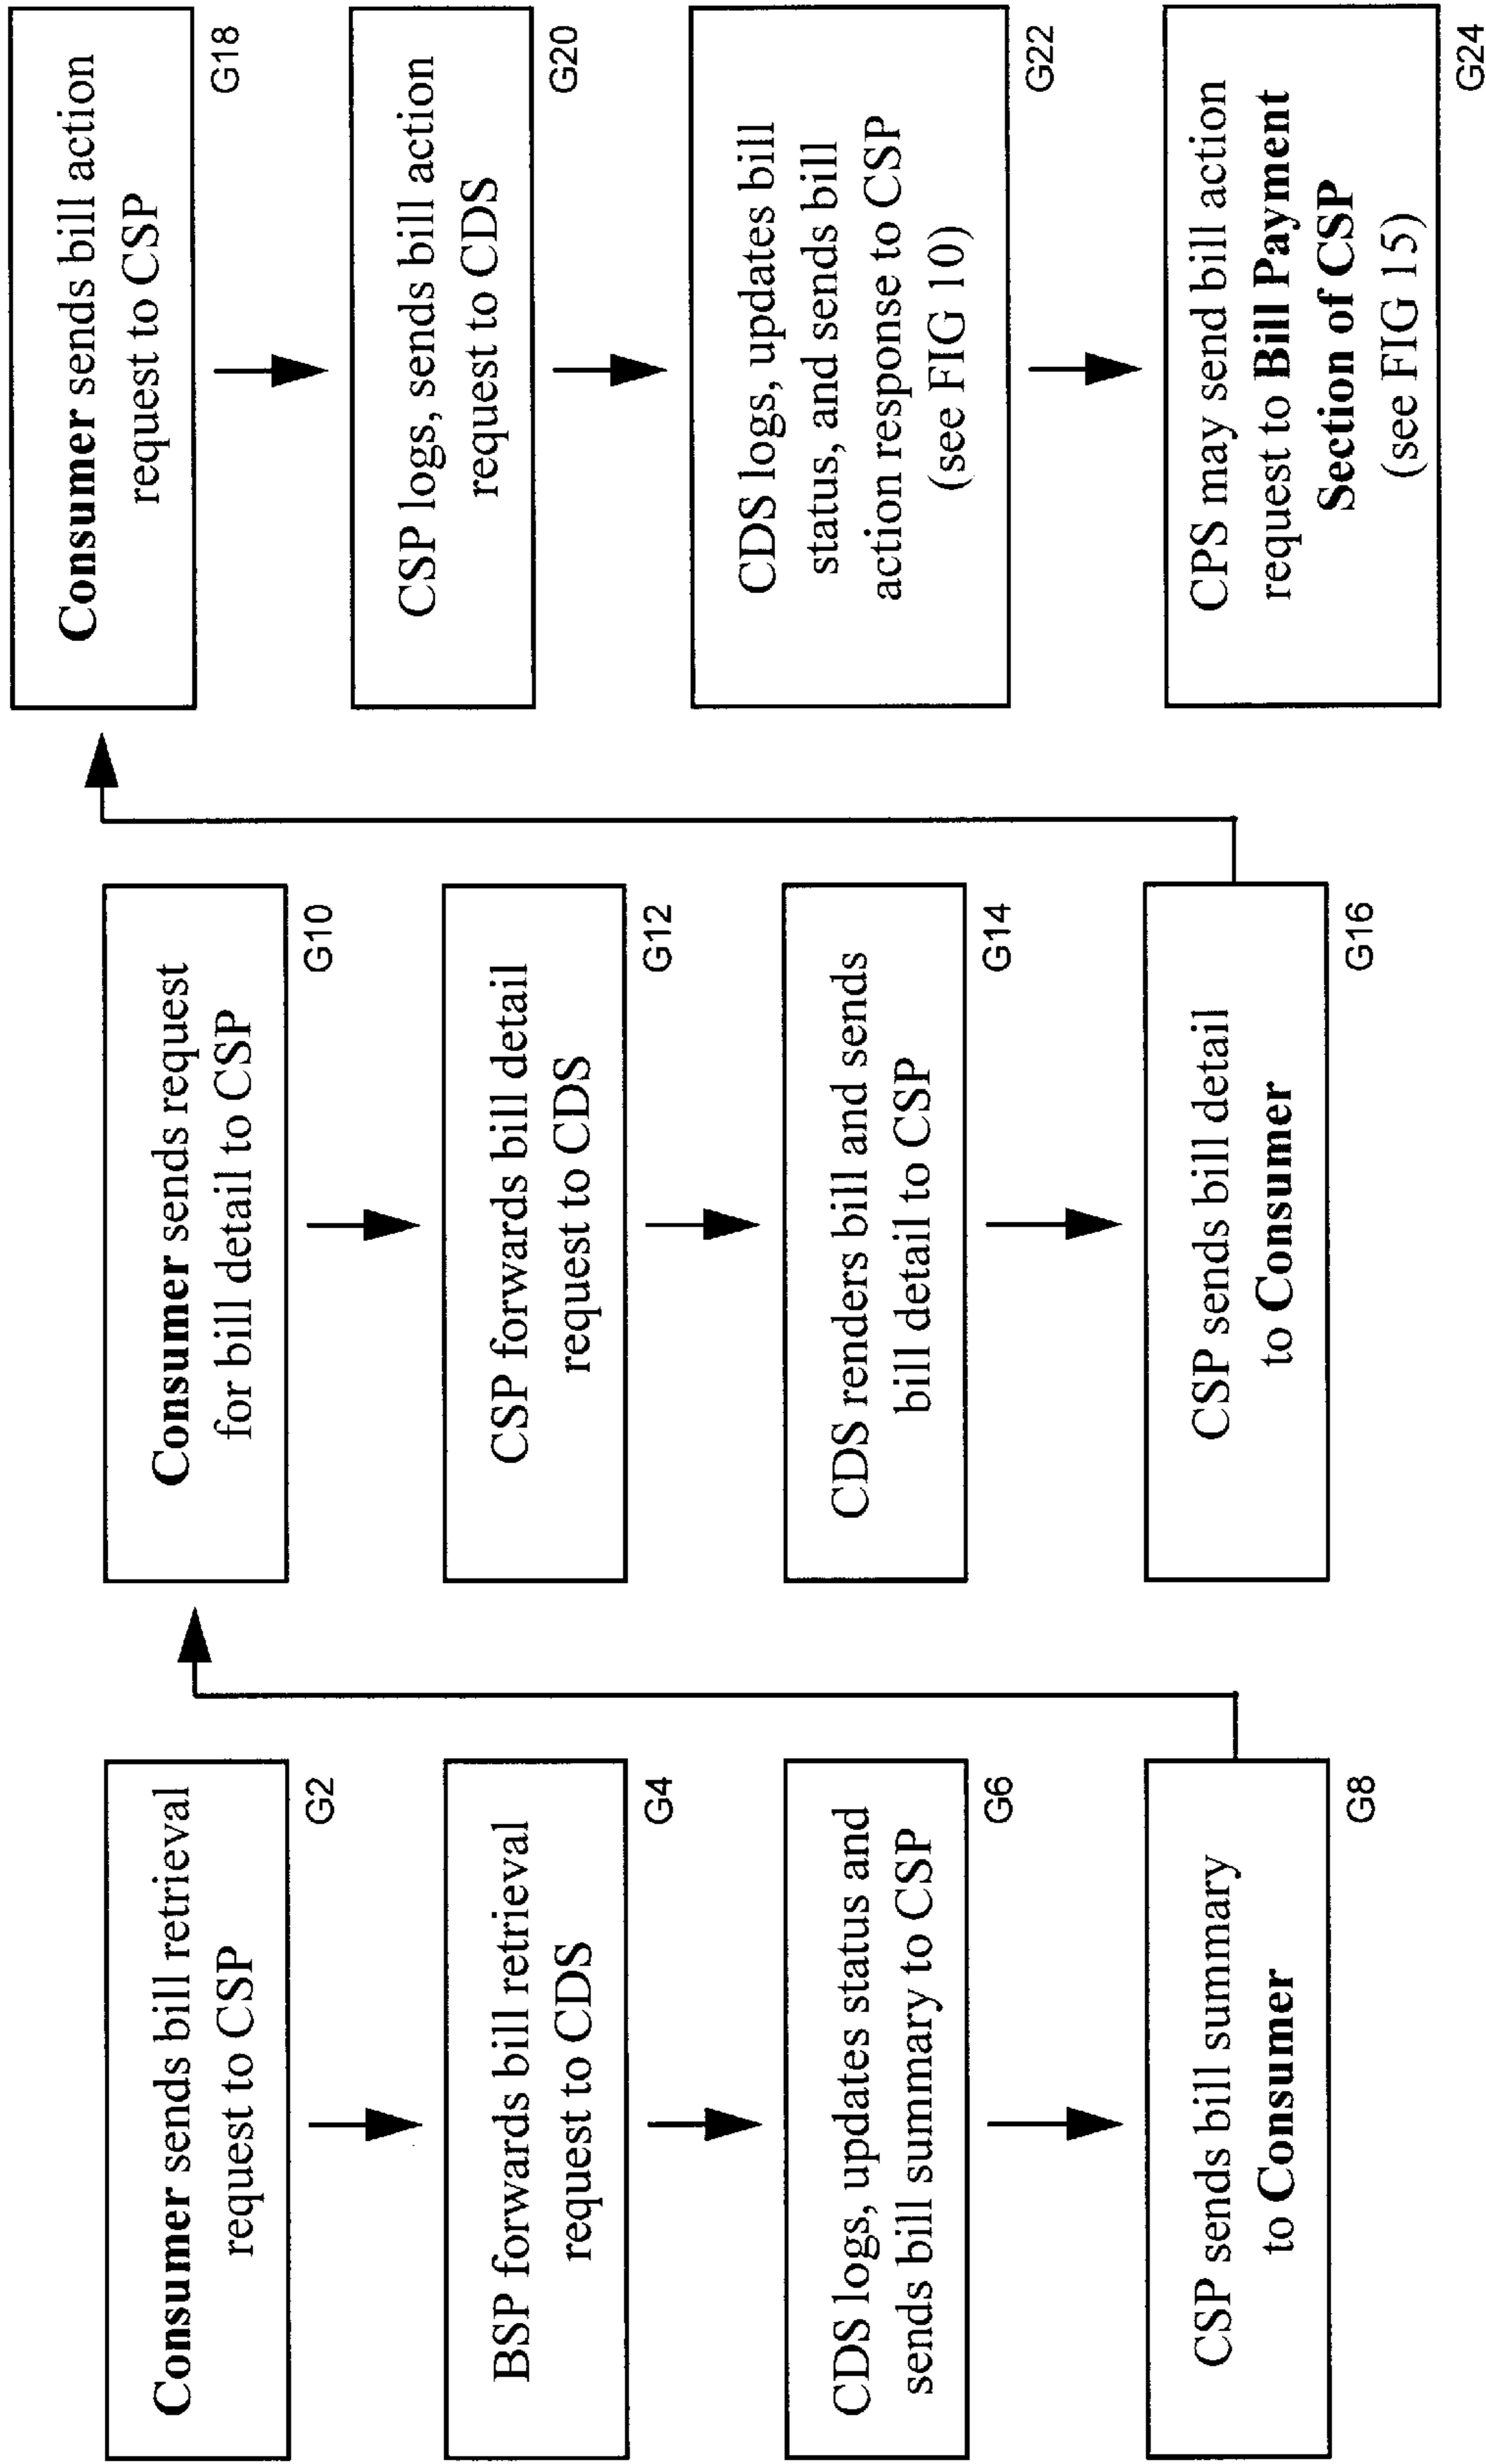 Consumer sends bill retrieval
request to CSP
G2
BSP forwards bill retrieval
request to CDS
G4
CDS logs, updates status and
sends bill summary to CSP
G6
CSP sends bill summary
to Consumer
G8
Consumer sends request
for bill detail to CSP
G10
CSP forwards bill detail
request to CDS
G12
CDS renders bill and sends
bill detail to CSP
G14
CSP sends bill detail
to Consumer
G16
Consumer sends bill action
request to CSP
G18
CSP logs, sends bill action
request to CDS
G20
CDS logs, updates bill
status, and sends bill
action response to CSP
(see FIG 10)
G22
CPS may send bill action
request to Bill Payment
Section of CSP
(see FIG 15)
G24